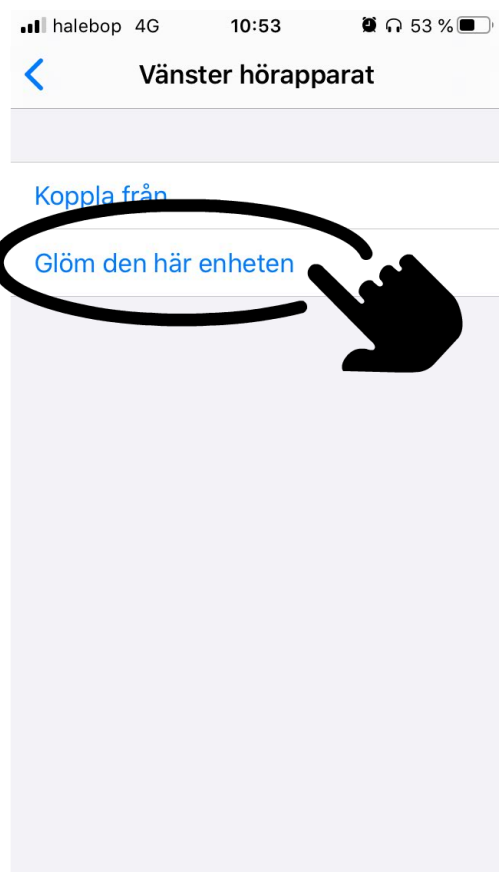 halebop 4G 10:53 53 %
Vänster hörapparat
Koppla från
Glöm den här enheten